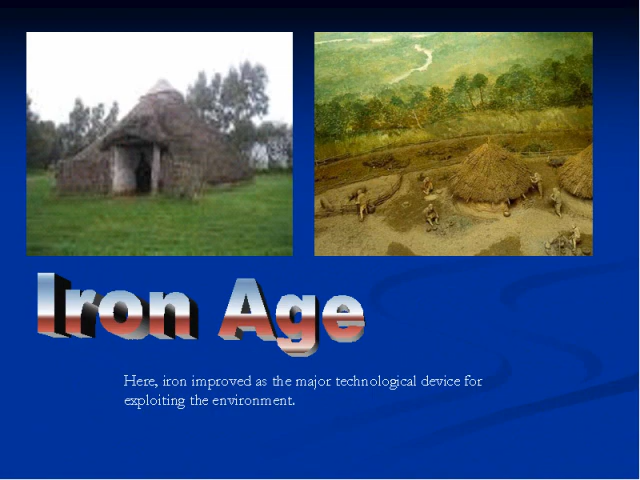 Iron Age
Here, iron improved as the major technological device for
exploiting the environment.